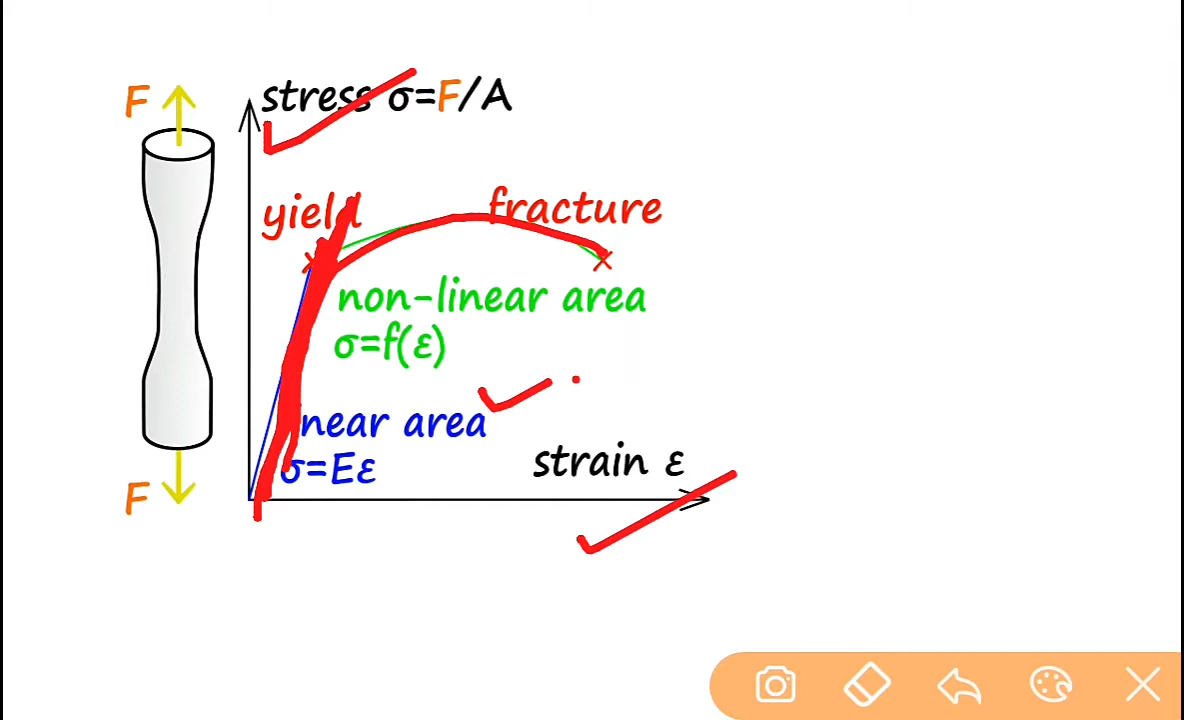 F
stress σ=F/A
yield
fracture
non-linear area
σ=f(ε)
near area
σ=Eε
strain ε
F